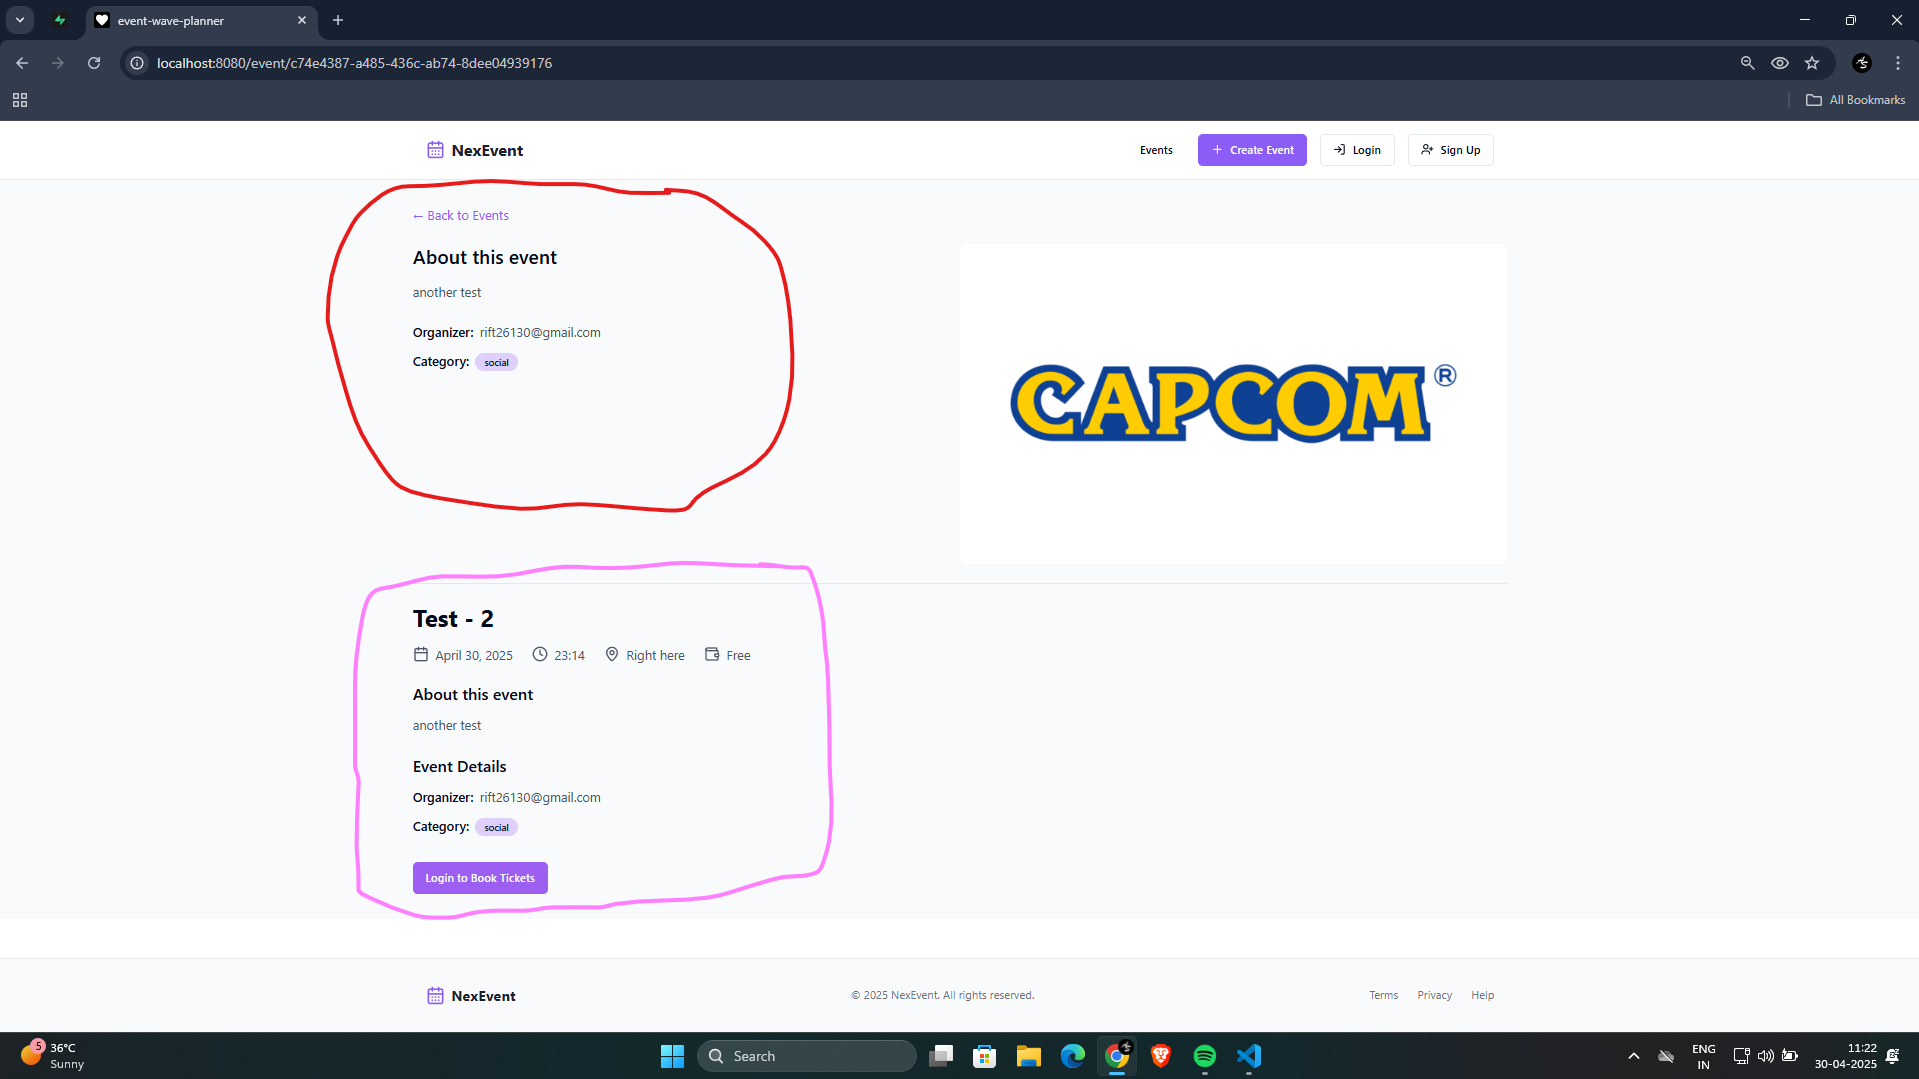 event-wave-planner
localhost:8080/event/c74e4387-a485-436c-ab74-8dee04939176
All Bookmarks
NexEvent
Events
Create Event
Login
Sign Up
← Back to Events
About this event
another test
Organizer: rift26130@gmail.com
Category: social
CAPCOM®
Test - 2
April 30, 2025 23:14 Right here Free
About this event
another test
Event Details
Organizer: rift26130@gmail.com
Category: social
Login to Book Tickets
NexEvent
© 2025 NexEvent. All rights reserved.
Terms Privacy Help
5
36°C
Sunny
Search
ENG
IN
11:22
30-04-2025